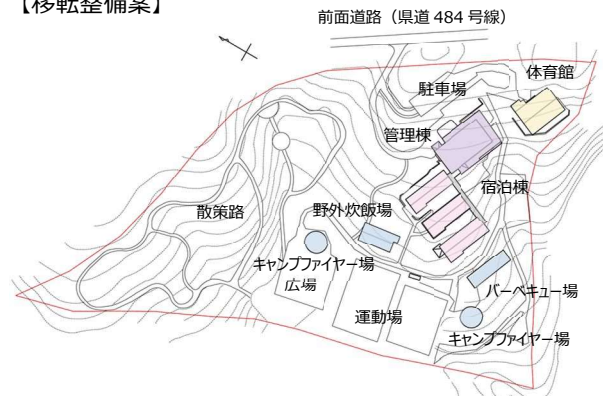 【移転整備案】
前面道路（県道 484 号線）
体育館
駐車場
管理棟
宿泊棟
散策路
野外炊飯場
キャンプファイヤー場
広場
バーベキュー場
運動場
キャンプファイヤー場